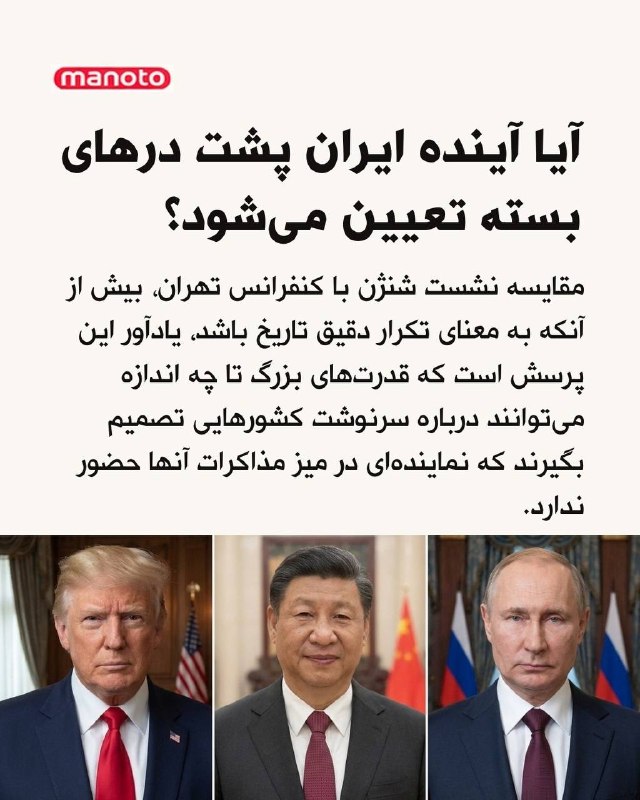 manoto
آیا آینده ایران پشت درهای
بسته تعیین می‌شود؟
مقایسه نشست شنژن با کنفرانس تهران، بیش از
آنکه به معنای تکرار دقیق تاریخ باشد، یادآور این
پرسش است که قدرت‌های بزرگ تا چه اندازه
می‌توانند درباره سرنوشت کشورهایی تصمیم
بگیرند که نماینده‌ای در میز مذاکرات آنها حضور
ندارد.